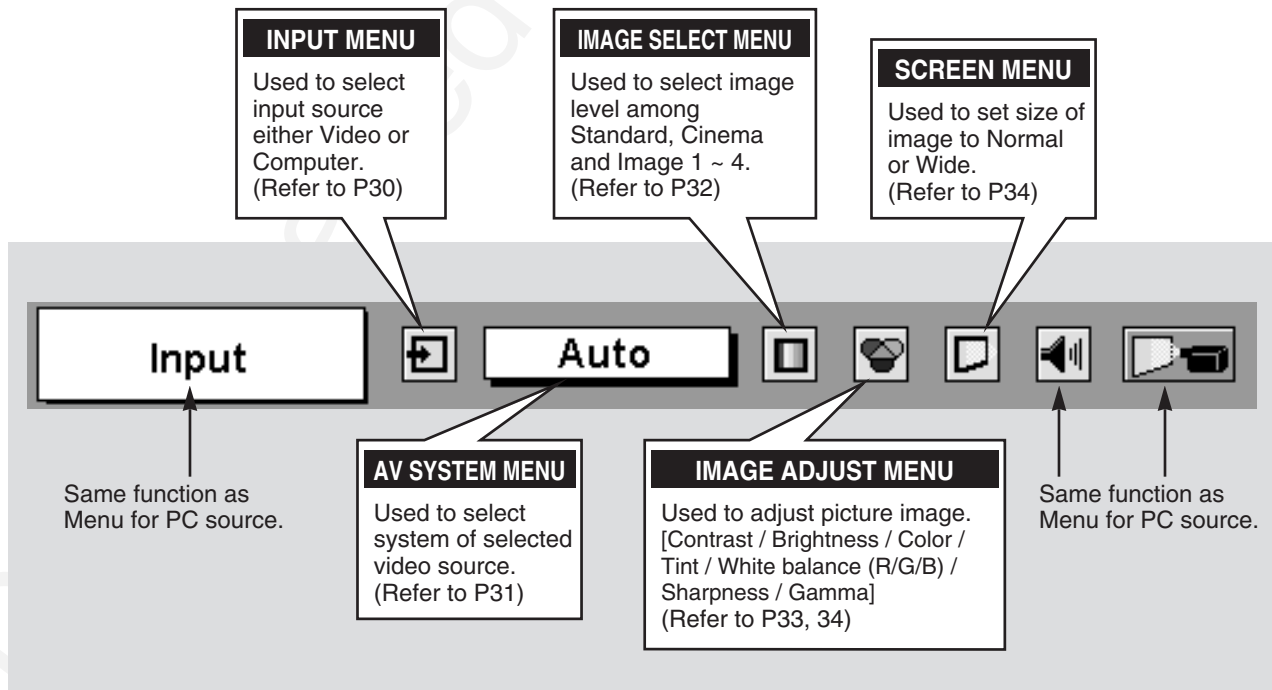 INPUT MENU
Used to select
input source
either Video or
Computer.
(Refer to P30)
IMAGE SELECT MENU
Used to select image
level among
Standard, Cinema
and Image 1 ~ 4.
(Refer to P32)
SCREEN MENU
Used to set size of
image to Normal
or Wide.
(Refer to P34)
Input
Auto
Same function as
Menu for PC source.
AV SYSTEM MENU
Used to select
system of selected
video source.
(Refer to P31)
IMAGE ADJUST MENU
Used to adjust picture image.
[Contrast / Brightness / Color /
Tint / White balance (R/G/B) /
Sharpness / Gamma]
(Refer to P33, 34)
Same function as
Menu for PC source.